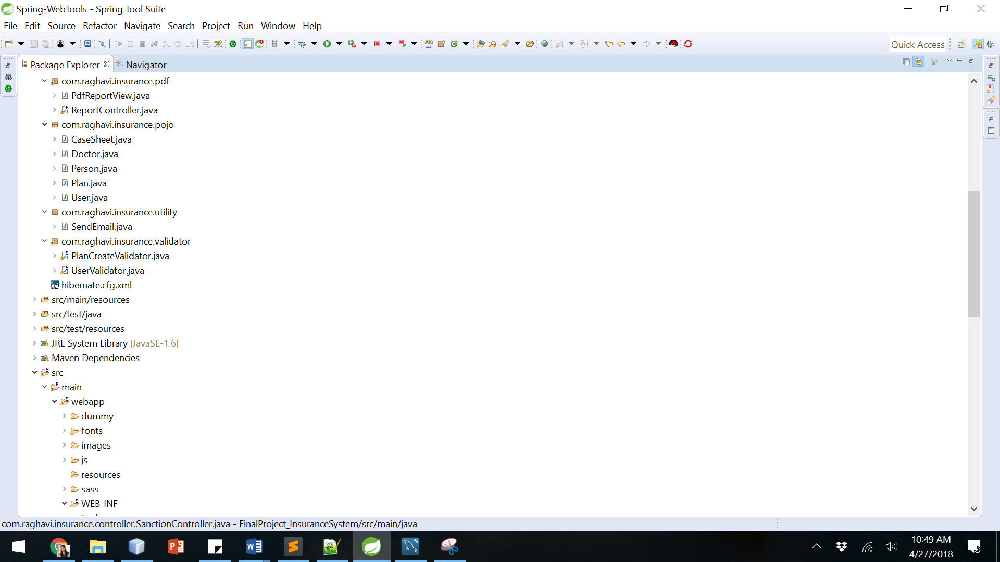 Spring-WebTools - Spring Tool Suite
File Edit Source Refactor Navigate Search Project Run Window Help
Quick Access
Package Explorer Navigator
com.raghavi.insurance.pdf
PdfReportView.java
ReportController.java
com.raghavi.insurance.pojo
CaseSheet.java
Doctor.java
Person.java
Plan.java
User.java
com.raghavi.insurance.utility
SendEmail.java
com.raghavi.insurance.validator
PlanCreateValidator.java
UserValidator.java
hibernate.cfg.xml
src/main/resources
src/test/java
src/test/resources
JRE System Library [JavaSE-1.6]
Maven Dependencies
src
main
webapp
dummy
fonts
images
js
resources
sass
WEB-INF
com.raghavi.insurance.controller.SanctionController.java - FinalProject_InsuranceSystem/src/main/java
10:49 AM
4/27/2018